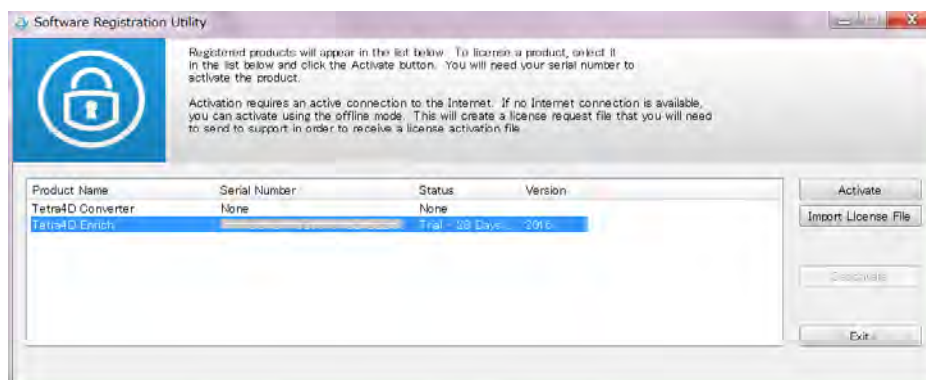 Software Registration Utility
Registered products will appear in the list below. To license a product, select it
in the list below and click the Activate button. You will need your serial number to
activate the product.
Activation requires an active connection to the Internet. If no Internet connection is available,
you can activate using the offline mode. This will create a license request file that you will need
to send to support in order to receive a license activation file
Product Name Serial Number Status Version
Tetra4D Converter None None
Tetra4D Enrich Trial - 28 Days... 2016
Activate
Import License File
Deactivate
Exit